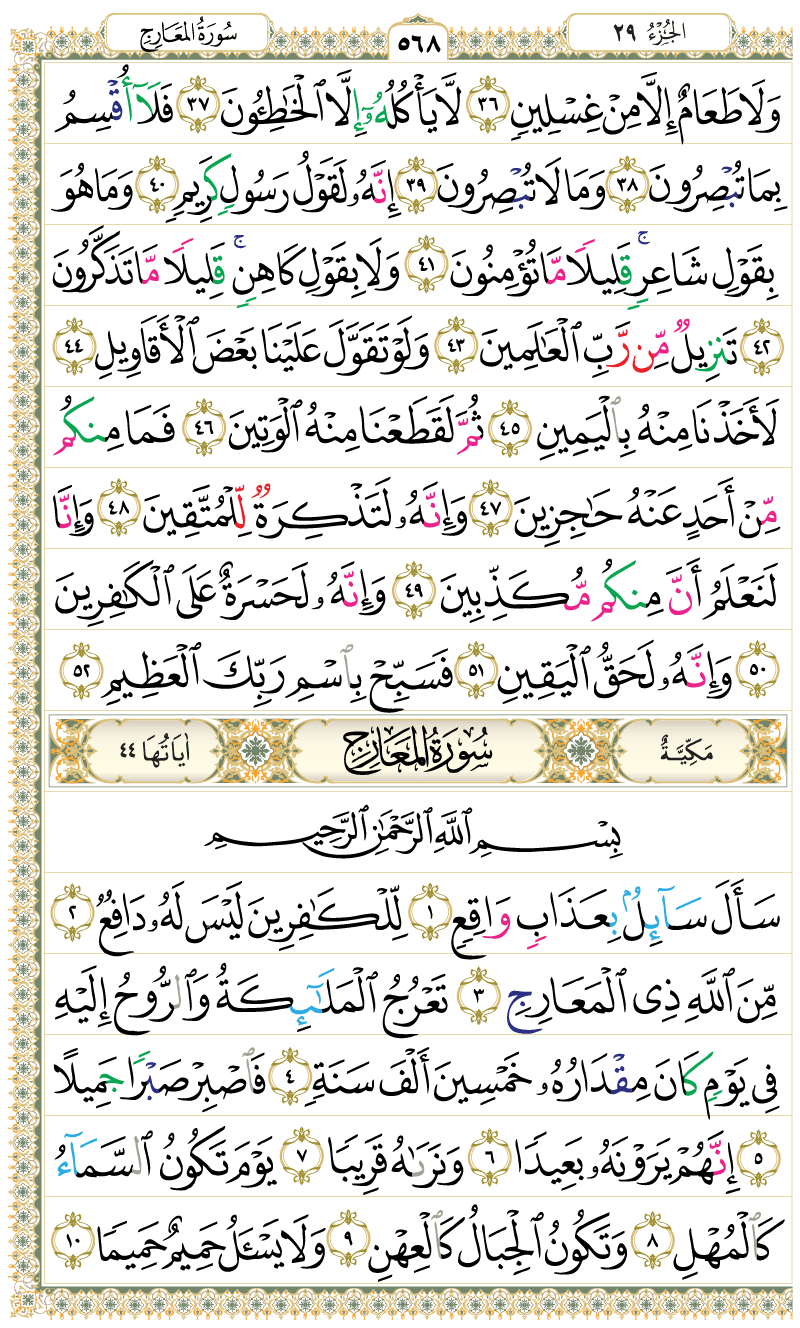 الجُزْءُ ٢٩
٥٦٨
سُورَةُ المَعَارِجِ
وَلَا طَعَامٌ إِلَّا مِنْ غِسْلِينٍ ٣٦ لَّا يَأْكُلُهُۥٓ إِلَّا ٱلْخَٰطِـُٔونَ ٣٧ فَلَآ أُقْسِمُ
بِمَا تُبْصِرُونَ ٣٨ وَمَا لَا تُبْصِرُونَ ٣٩ إِنَّهُۥ لَقَوْلُ رَسُولٍ كَرِيمٍ ٤٠ وَمَا هُوَ
بِقَوْلِ شَاعِرٍ ۚ قَلِيلًا مَّا تُؤْمِنُونَ ٤١ وَلَا بِقَوْلِ كَاهِنٍ ۚ قَلِيلًا مَّا تَذَكَّرُونَ
٤٢ تَنزِيلٌ مِّن رَّبِّ ٱلْعَٰلَمِينَ ٤٣ وَلَوْ تَقَوَّلَ عَلَيْنَا بَعْضَ ٱلْأَقَاوِيلِ ٤٤
لَأَخَذْنَا مِنْهُ بِٱلْيَمِينِ ٤٥ ثُمَّ لَقَطَعْنَا مِنْهُ ٱلْوَتِينَ ٤٦ فَمَا مِنكُم
مِّنْ أَحَدٍ عَنْهُ حَٰجِزِينَ ٤٧ وَإِنَّهُۥ لَتَذْكِرَةٌ لِّلْمُتَّقِينَ ٤٨ وَإِنَّا
لَنَعْلَمُ أَنَّ مِنكُم مُّكَذِّبِينَ ٤٩ وَإِنَّهُۥ لَحَسْرَةٌ عَلَى ٱلْكَٰفِرِينَ
٥٠ وَإِنَّهُۥ لَحَقُّ ٱلْيَقِينِ ٥١ فَسَبِّحْ بِٱسْمِ رَبِّكَ ٱلْعَظِيمِ ٥٢
مَكِّيَّةٌ سُورَةُ المَعَارِجِ اٰيَاتُهَا ٤٤
بِسْمِ ٱللَّهِ ٱلرَّحْمَٰنِ ٱلرَّحِيمِ
سَأَلَ سَآئِلٌۢ بِعَذَابٍ وَاقِعٍ ١ لِّلْكَٰفِرِينَ لَيْسَ لَهُۥ دَافِعٌ ٢
مِّنَ ٱللَّهِ ذِى ٱلْمَعَارِجِ ٣ تَعْرُجُ ٱلْمَلَٰٓئِكَةُ وَٱلرُّوحُ إِلَيْهِ
فِى يَوْمٍ كَانَ مِقْدَارُهُۥ خَمْسِينَ أَلْفَ سَنَةٍ ٤ فَٱصْبِرْ صَبْرًا جَمِيلًا
٥ إِنَّهُمْ يَرَوْنَهُۥ بَعِيدًا ٦ وَنَرَىٰهُ قَرِيبًا ٧ يَوْمَ تَكُونُ ٱلسَّمَآءُ
كَٱلْمُهْلِ ٨ وَتَكُونُ ٱلْجِبَالُ كَٱلْعِهْنِ ٩ وَلَا يَسْـَٔلُ حَمِيمٌ حَمِيمًا ١٠